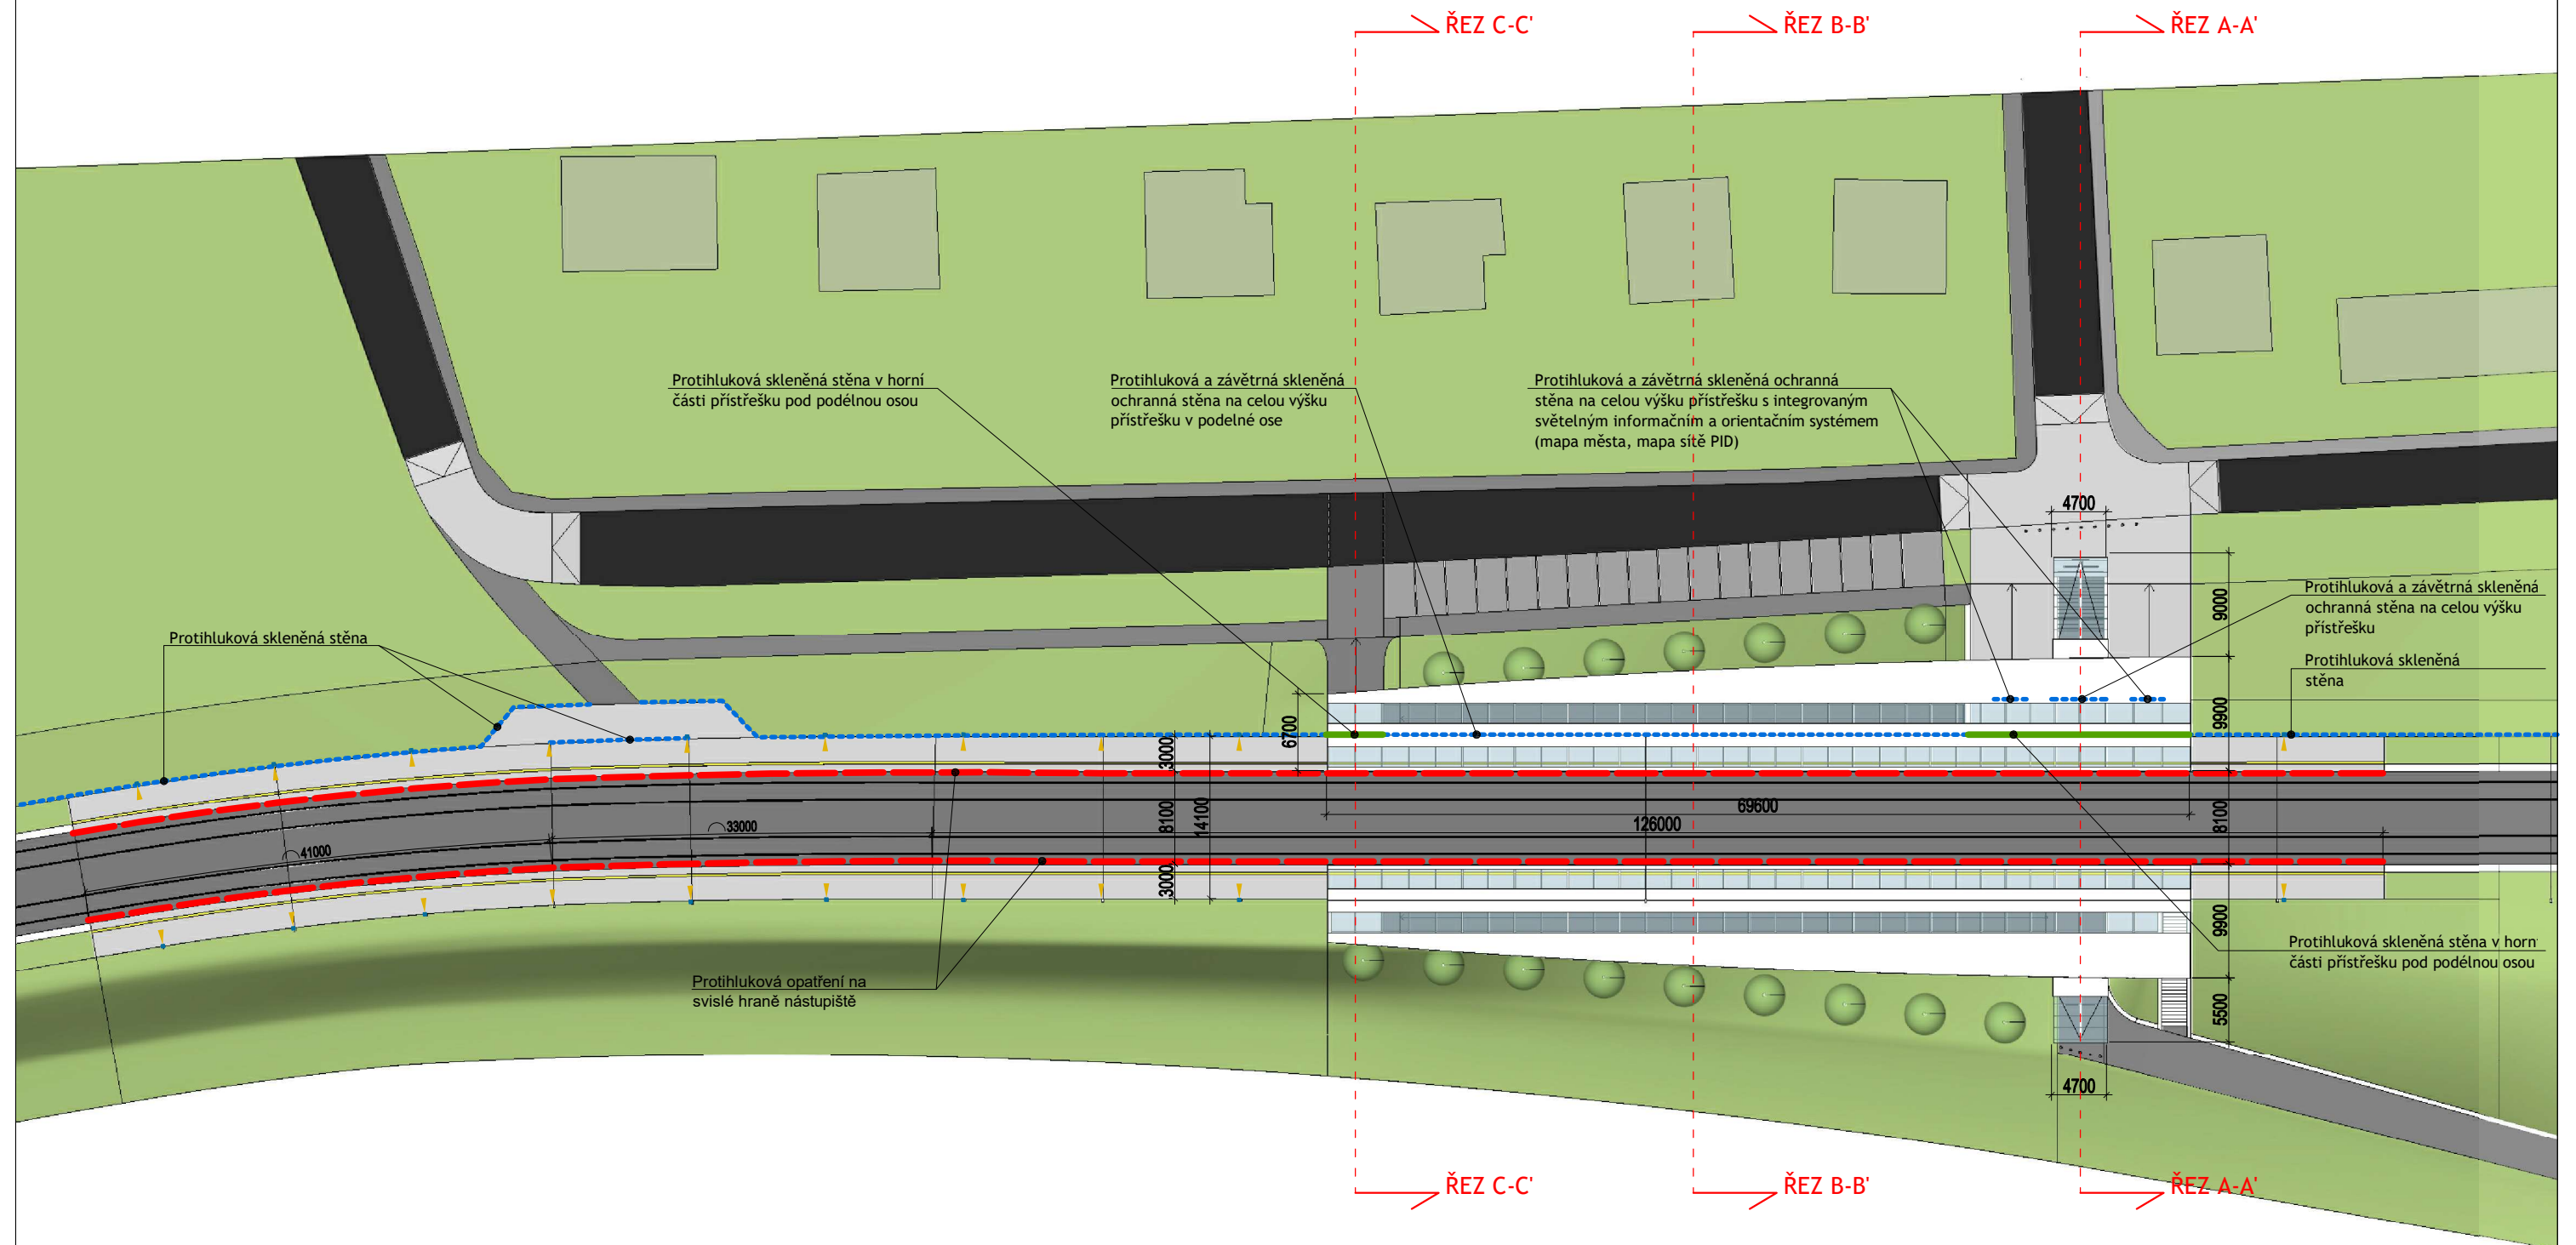 ŘEZ C-C'
ŘEZ B-B'
ŘEZ A-A'
Protihluková skleněná stěna v horní
části přístřešku pod podélnou osou
Protihluková a závětrná skleněná
ochranná stěna na celou výšku
přístřešku v podelné ose
Protihluková a závětrná skleněná ochranná
stěna na celou výšku přístřešku s integrovaným
světelným informačním a orientačním systémem
(mapa města, mapa sítě PID)
4700
9000
Protihluková a závětrná skleněná
ochranná stěna na celou výšku
přístřešku
Protihluková skleněná stěna
Protihluková skleněná
stěna
6700
3000
9900
8100
14100
69600
126000
8100
33000
41000
3000
9900
Protihluková skleněná stěna v horn
části přístřešku pod podélnou osou
Protihluková opatření na
svislé hraně nástupiště
5500
4700
ŘEZ C-C'
ŘEZ B-B'
ŘEZ A-A'